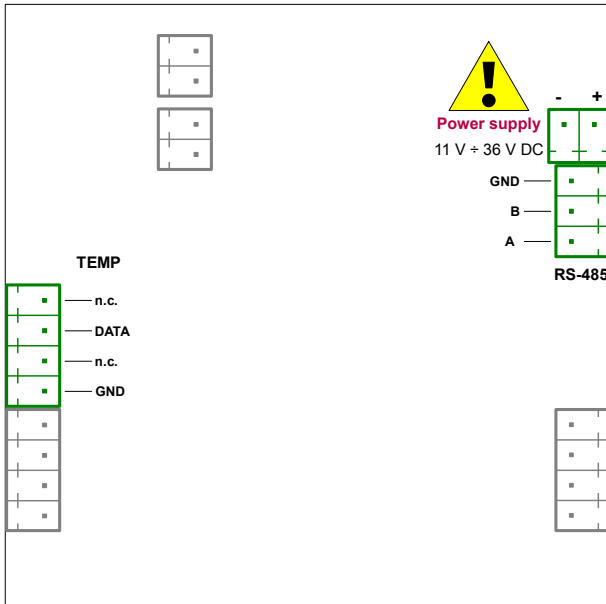 - +
Power supply
11 V ÷ 36 V DC
GND
B
A
RS-485
TEMP
n.c.
DATA
n.c.
GND